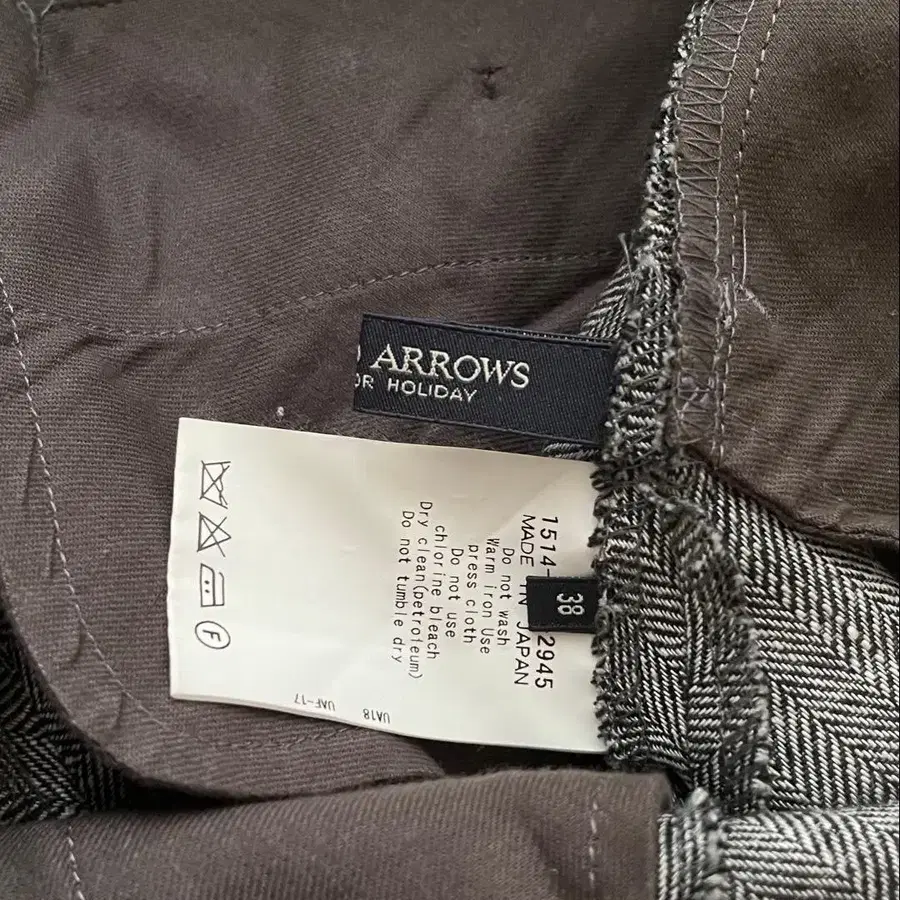 ARROWS
OR HOLIDAY
38
1514- 2945
MADE IN JAPAN
Do not wash
Warm iron Use
press cloth
Do not use
chlorine bleach
Dry clean(petroleum)
Do not tumble dry
F
UA18
UAF-17